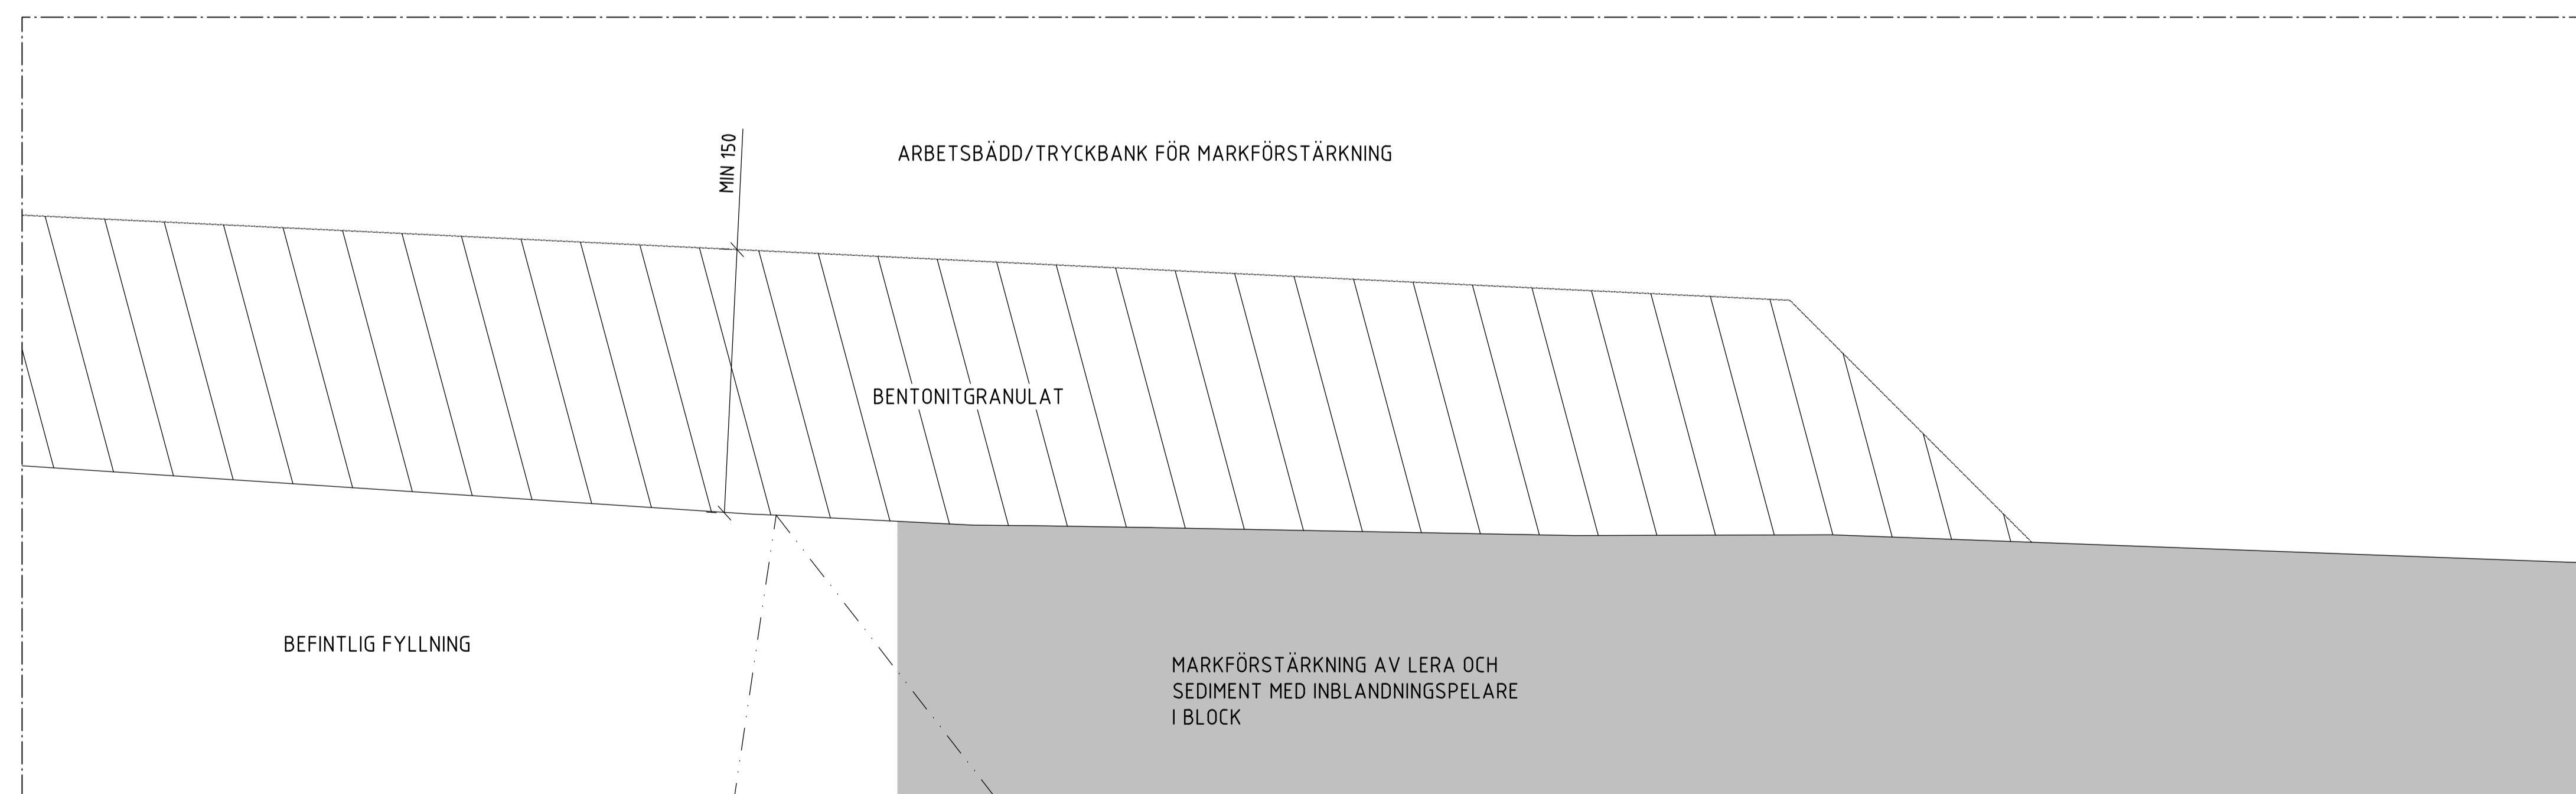 MIN 150
ARBETSBÄDD/TRYCKBANK FÖR MARKFÖRSTÄRKNING
BENTONITGRANULAT
BEFINTLIG FYLLNING
MARKFÖRSTÄRKNING AV LERA OCH
SEDIMENT MED INBLANDNINGSPELARE
I BLOCK